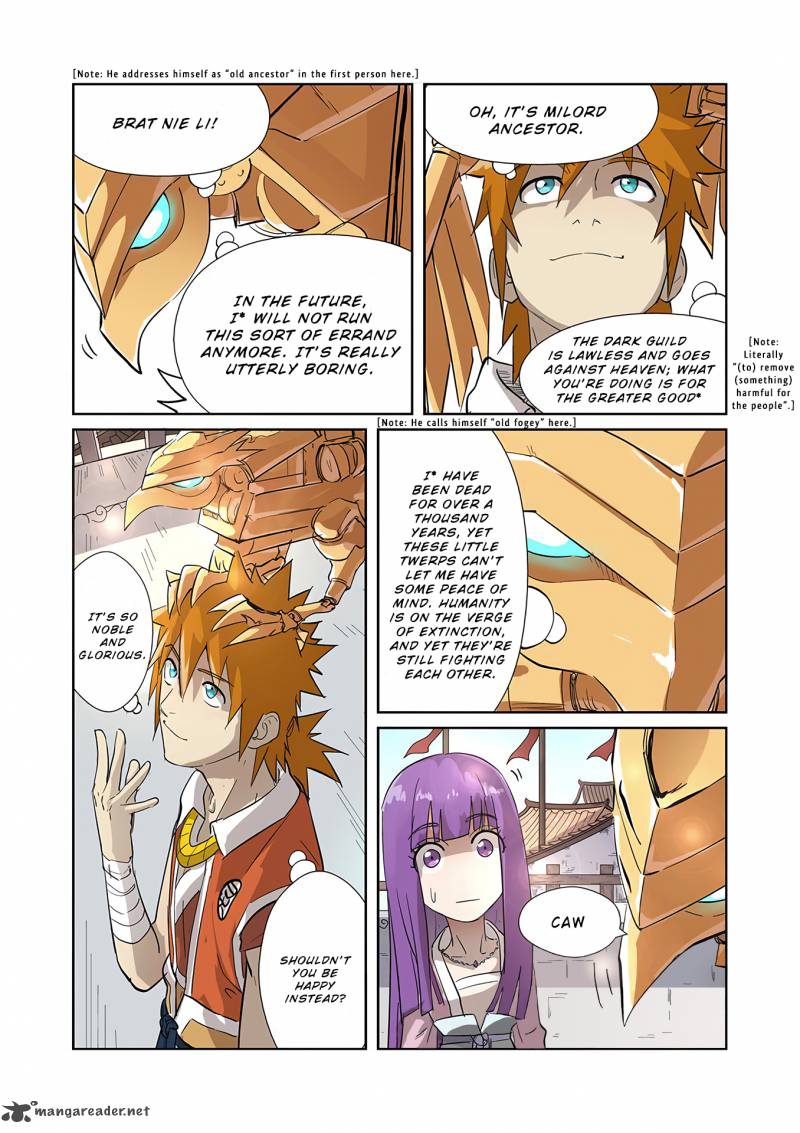 [Note: He addresses himself as "old ancestor" in the first person here.]
BRAT NIE LI!
IN THE FUTURE,
I* WILL NOT RUN
THIS SORT OF ERRAND
ANYMORE. IT'S REALLY
UTTERLY BORING.
OH, IT'S MILORD
ANCESTOR.
THE DARK GUILD
IS LAWLESS AND GOES
AGAINST HEAVEN; WHAT
YOU'RE DOING IS FOR
THE GREATER GOOD*
[Note:
Literally
"(to) remove
(something)
harmful for
the people".]
IT'S SO
NOBLE
AND
GLORIOUS.
SHOULDN'T
YOU BE
HAPPY
INSTEAD?
[Note: He calls himself "old fogey" here.]
I* HAVE
BEEN DEAD
FOR OVER A
THOUSAND
YEARS, YET
THESE LITTLE
TWERPS CAN'T
LET ME HAVE
SOME PEACE OF
MIND. HUMANITY
IS ON THE VERGE
OF EXTINCTION,
AND YET THEY'RE
STILL FIGHTING
EACH OTHER.
CAW
mangareader.net